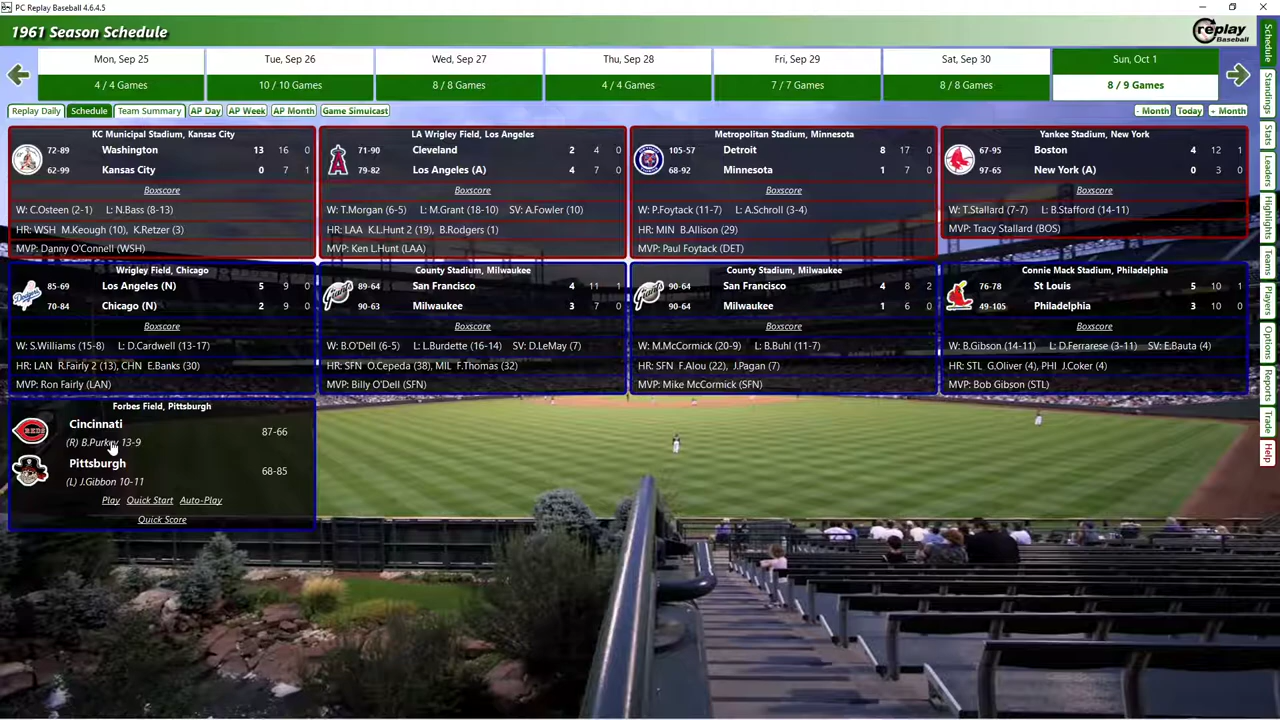 PC Replay Baseball 4.6.4.5
1961 Season Schedule
replay Baseball
Mon, Sep 25 Tue, Sep 26 Wed, Sep 27 Thu, Sep 28 Fri, Sep 29 Sat, Sep 30 Sun, Oct 1
4 / 4 Games 10 / 10 Games 8 / 8 Games 4 / 4 Games 7 / 7 Games 8 / 8 Games 8 / 9 Games
Replay Daily Schedule Team Summary AP Day AP Week AP Month Game Simulcast - Month Today + Month
KC Municipal Stadium, Kansas City
72-89 Washington 13 16 0
62-99 Kansas City 0 7 1
Boxscore
W: C.Osteen (2-1) L: N.Bass (8-13)
HR: WSH M.Keough (10), K.Retzer (3)
MVP: Danny O'Connell (WSH)
LA Wrigley Field, Los Angeles
71-90 Cleveland 2 4 0
79-82 Los Angeles (A) 4 7 0
Boxscore
W: T.Morgan (6-5) L: M.Grant (18-10) SV: A.Fowler (10)
HR: LAA K.L.Hunt 2 (19), B.Rodgers (1)
MVP: Ken L.Hunt (LAA)
Metropolitan Stadium, Minnesota
105-57 Detroit 8 17 0
68-92 Minnesota 1 7 0
Boxscore
W: P.Foytack (11-7) L: A.Schroll (3-4)
HR: MIN B.Allison (29)
MVP: Paul Foytack (DET)
Yankee Stadium, New York
67-95 Boston 4 12 1
97-65 New York (A) 0 3 0
Boxscore
W: T.Stallard (7-7) L: B.Stafford (14-11)
MVP: Tracy Stallard (BOS)
Wrigley Field, Chicago
85-69 Los Angeles (N) 5 9 0
70-84 Chicago (N) 2 9 0
Boxscore
W: S.Williams (15-8) L: D.Cardwell (13-17)
HR: LAN R.Fairly 2 (13), CHN E.Banks (30)
MVP: Ron Fairly (LAN)
County Stadium, Milwaukee
89-64 San Francisco 4 11 1
90-63 Milwaukee 3 7 0
Boxscore
W: B.O'Dell (6-5) L: L.Burdette (16-14) SV: D.LeMay (7)
HR: SFN O.Cepeda (38), MIL F.Thomas (32)
MVP: Billy O'Dell (SFN)
County Stadium, Milwaukee
90-64 San Francisco 4 8 2
90-64 Milwaukee 1 6 0
Boxscore
W: M.McCormick (20-9) L: B.Buhl (11-7)
HR: SFN F.Alou (22), J.Pagan (7)
MVP: Mike McCormick (SFN)
Connie Mack Stadium, Philadelphia
76-78 St Louis 5 10 1
49-105 Philadelphia 3 10 0
Boxscore
W: B.Gibson (14-11) L: D.Ferrarese (3-11) SV: E.Bauta (4)
HR: STL G.Oliver (4), PHI J.Coker (4)
MVP: Bob Gibson (STL)
Forbes Field, Pittsburgh
REDS
Cincinnati 87-66
(R) B.Purkey 13-9
Pittsburgh 68-85
(L) J.Gibbon 10-11
Play Quick Start Auto-Play
Quick Score
Schedule
Standings
Stats
Leaders
Highlights
Teams
Players
Options
Reports
Trade
Help